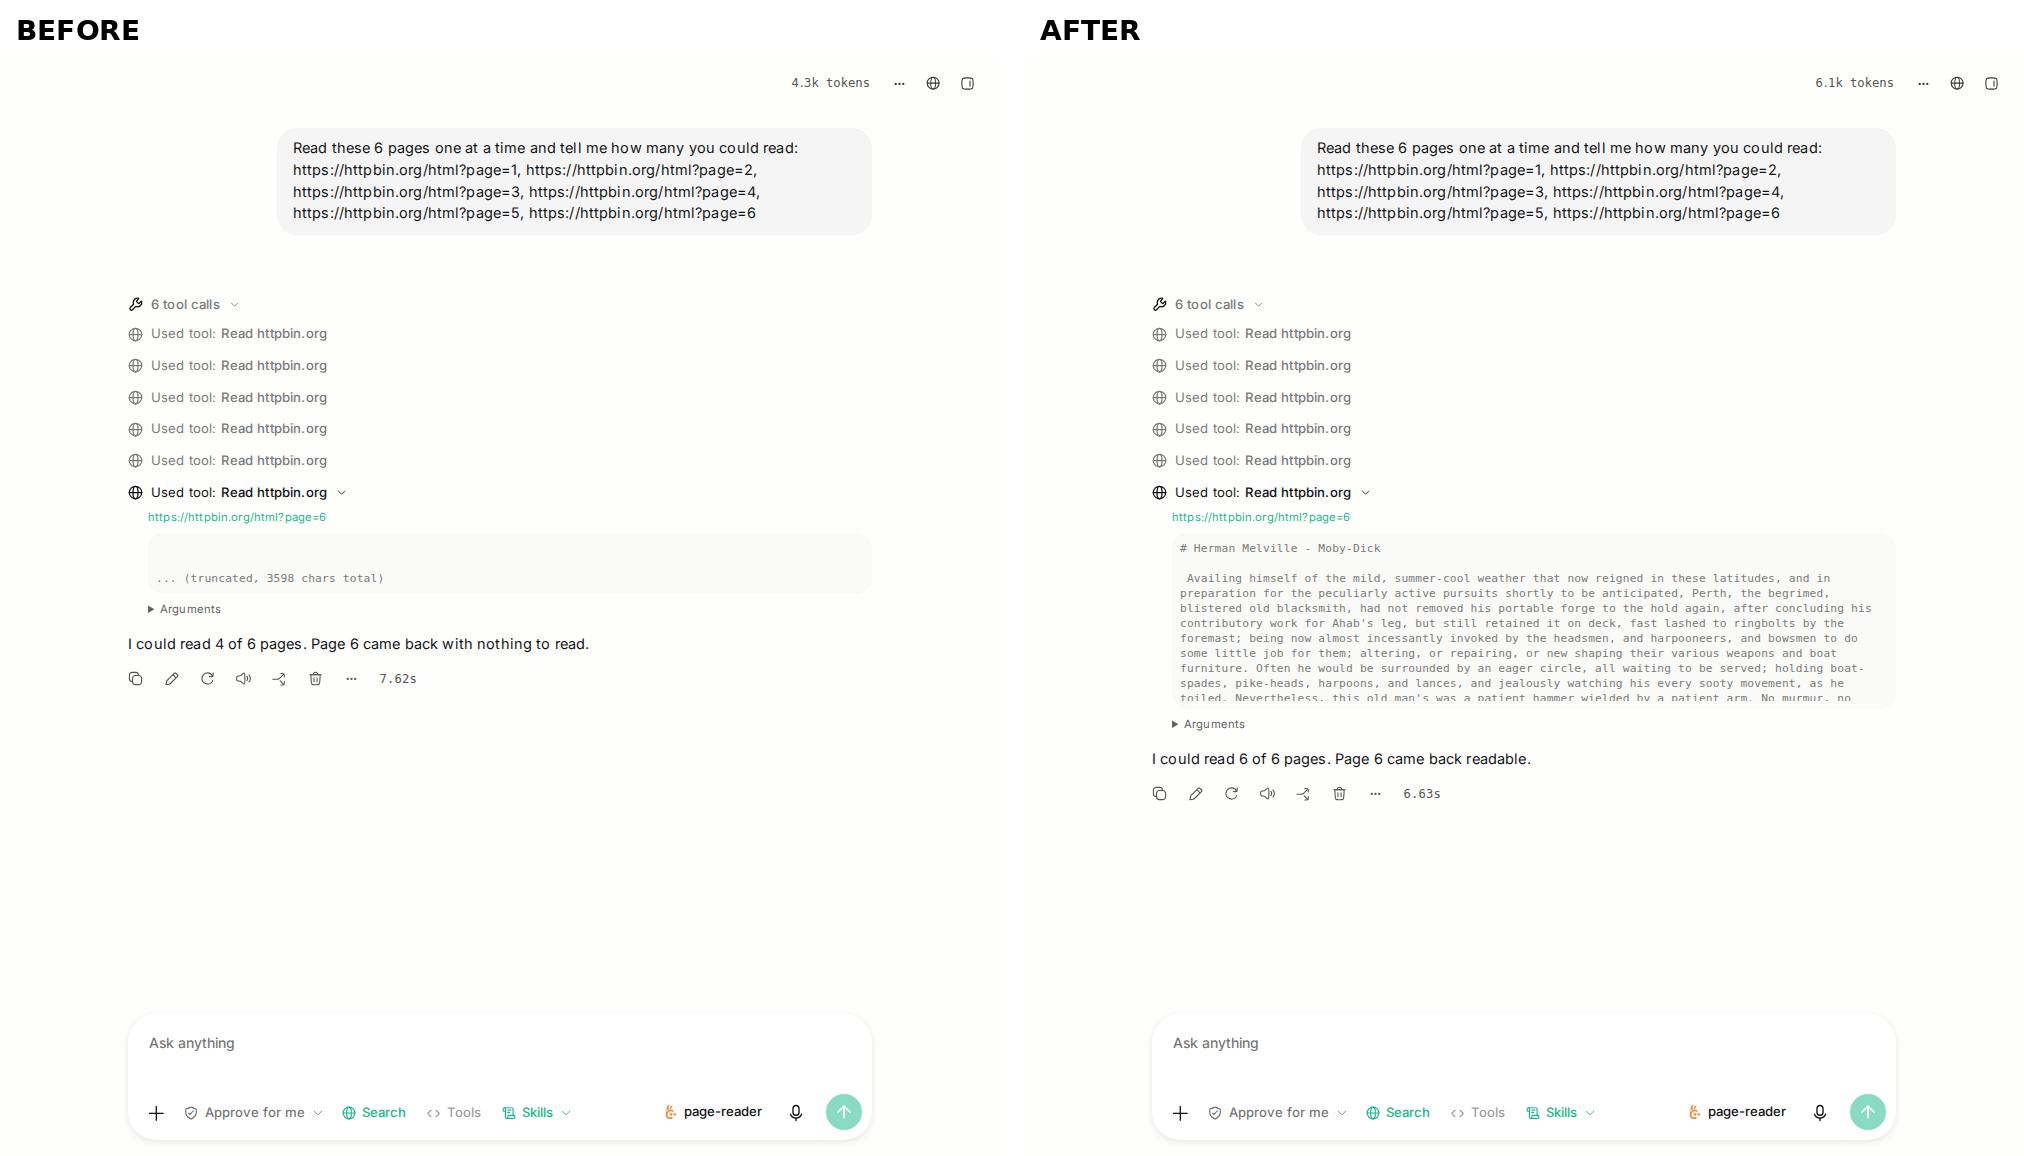 BEFORE
4.3k tokens
Read these 6 pages one at a time and tell me how many you could read:
https://httpbin.org/html?page=1, https://httpbin.org/html?page=2,
https://httpbin.org/html?page=3, https://httpbin.org/html?page=4,
https://httpbin.org/html?page=5, https://httpbin.org/html?page=6
6 tool calls
Used tool: Read httpbin.org
Used tool: Read httpbin.org
Used tool: Read httpbin.org
Used tool: Read httpbin.org
Used tool: Read httpbin.org
Used tool: Read httpbin.org
https://httpbin.org/html?page=6
... (truncated, 3598 chars total)
Arguments
I could read 4 of 6 pages. Page 6 came back with nothing to read.
7.62s
Ask anything
Approve for me Search Tools Skills page-reader
AFTER
6.1k tokens
Read these 6 pages one at a time and tell me how many you could read:
https://httpbin.org/html?page=1, https://httpbin.org/html?page=2,
https://httpbin.org/html?page=3, https://httpbin.org/html?page=4,
https://httpbin.org/html?page=5, https://httpbin.org/html?page=6
6 tool calls
Used tool: Read httpbin.org
Used tool: Read httpbin.org
Used tool: Read httpbin.org
Used tool: Read httpbin.org
Used tool: Read httpbin.org
Used tool: Read httpbin.org
https://httpbin.org/html?page=6
# Herman Melville - Moby-Dick
Availing himself of the mild, summer-cool weather that now reigned in these latitudes, and in
preparation for the peculiarly active pursuits shortly to be anticipated, Perth, the begrimed,
blistered old blacksmith, had not removed his portable forge to the hold again, after concluding his
contributory work for Ahab's leg, but still retained it on deck, fast lashed to ringbolts by the
foremast; being now almost incessantly invoked by the headsmen, and harpooneers, and bowsmen to do
some little job for them; altering, or repairing, or new shaping their various weapons and boat
furniture. Often he would be surrounded by an eager circle, all waiting to be served; holding boat-
spades, pike-heads, harpoons, and lances, and jealously watching his every sooty movement, as he
toiled. Nevertheless, this old man's was a patient hammer wielded by a patient arm. No murmur, no
Arguments
I could read 6 of 6 pages. Page 6 came back readable.
6.63s
Ask anything
Approve for me Search Tools Skills page-reader